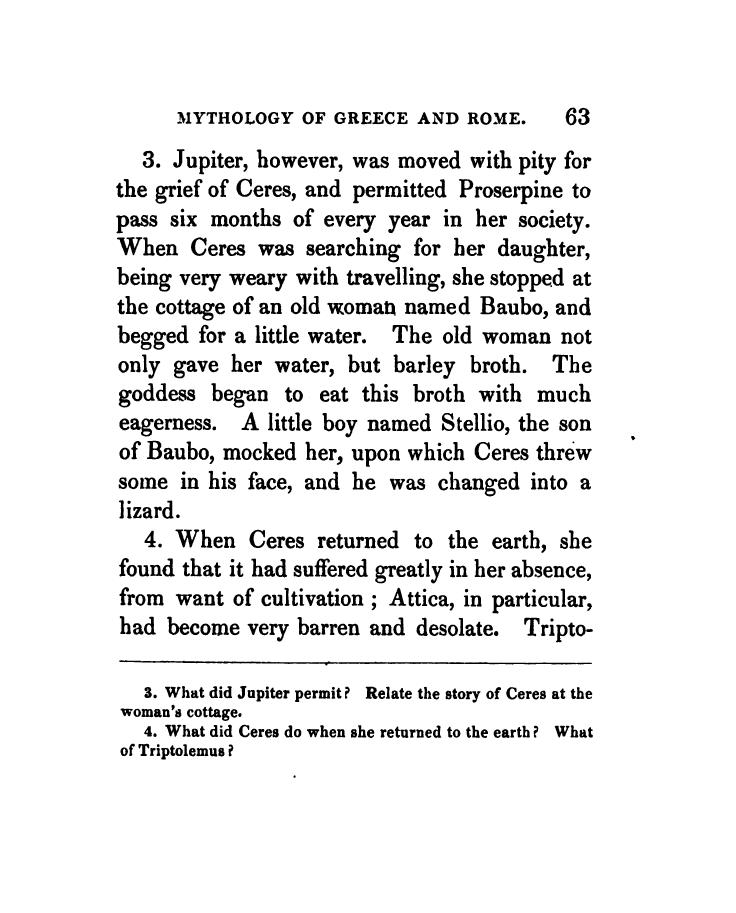 MYTHOLOGY OF GREECE AND ROME. 63
3. Jupiter, however, was moved with pity for
the grief of Ceres, and permitted Proserpine to
pass six months of every year in her society.
When Ceres was searching for her daughter,
being very weary with travelling, she stopped at
the cottage of an old woman named Baubo, and
begged for a little water. The old woman not
only gave her water, but barley broth. The
goddess began to eat this broth with much
eagerness. A little boy named Stellio, the son
of Baubo, mocked her, upon which Ceres threw
some in his face, and he was changed into a
lizard.
4. When Ceres returned to the earth, she
found that it had suffered greatly in her absence,
from want of cultivation ; Attica, in particular,
had become very barren and desolate. Tripto-
3. What did Jupiter permit? Relate the story of Ceres at the
woman's cottage.
4. What did Ceres do when she returned to the earth? What
of Triptolemus?